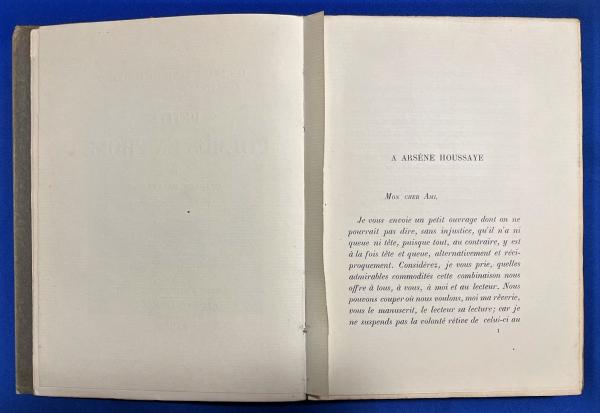 A ARSÈNE HOUSSAYE
Mon cher Ami,
Je vous envoie un petit ouvrage dont on ne
pourrait pas dire, sans injustice, qu'il n'a ni
queue ni tête, puisque tout, au contraire, y est
à la fois tête et queue, alternativement et réci-
proquement. Considérez, je vous prie, quelles
admirables commodités cette combinaison nous
offre à tous, à vous, à moi et au lecteur. Nous
pouvons couper où nous voulons, moi ma rêverie,
vous le manuscrit, le lecteur sa lecture; car je
ne suspends pas la volonté rétive de celui-ci au
1